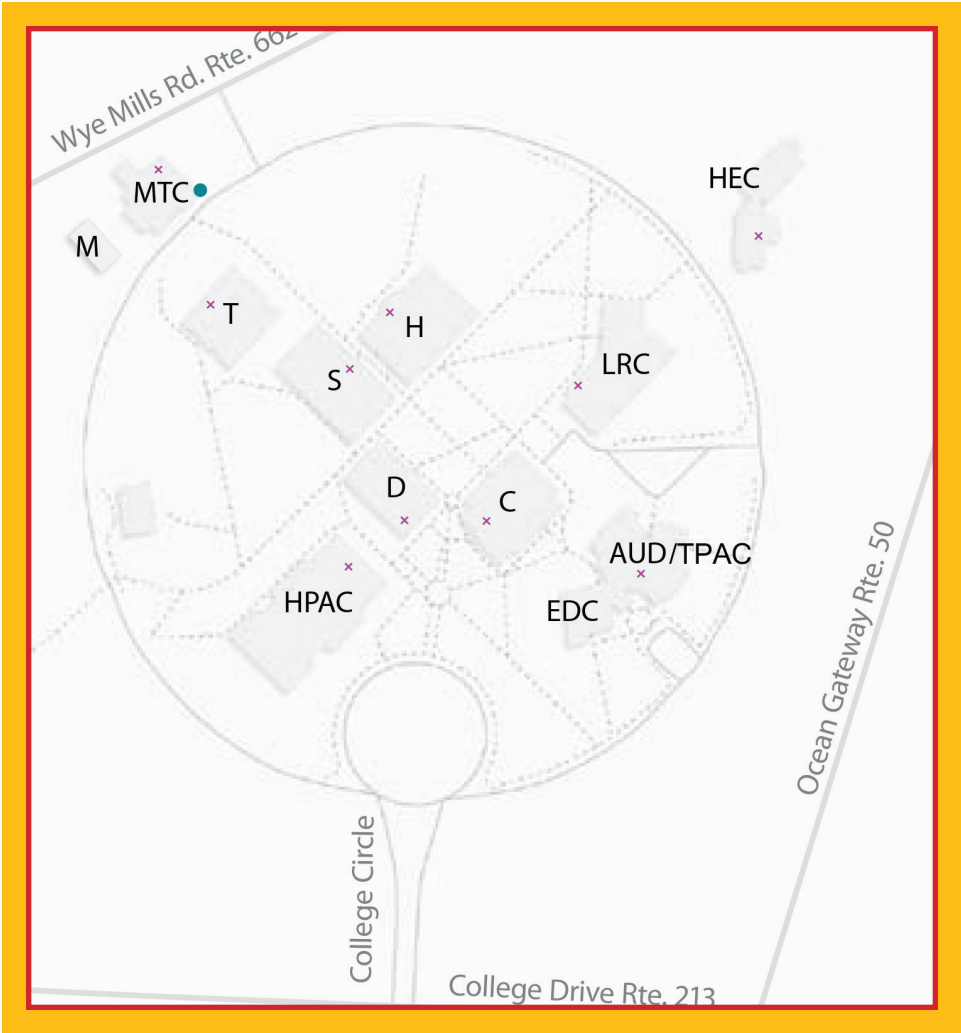 Wye Mills Rd. Rte. 662
HEC
MTC
M
T
H
LRC
S
D
C
AUD/TPAC
HPAC
EDC
Ocean Gateway Rte. 50
College Circle
College Drive Rte. 213